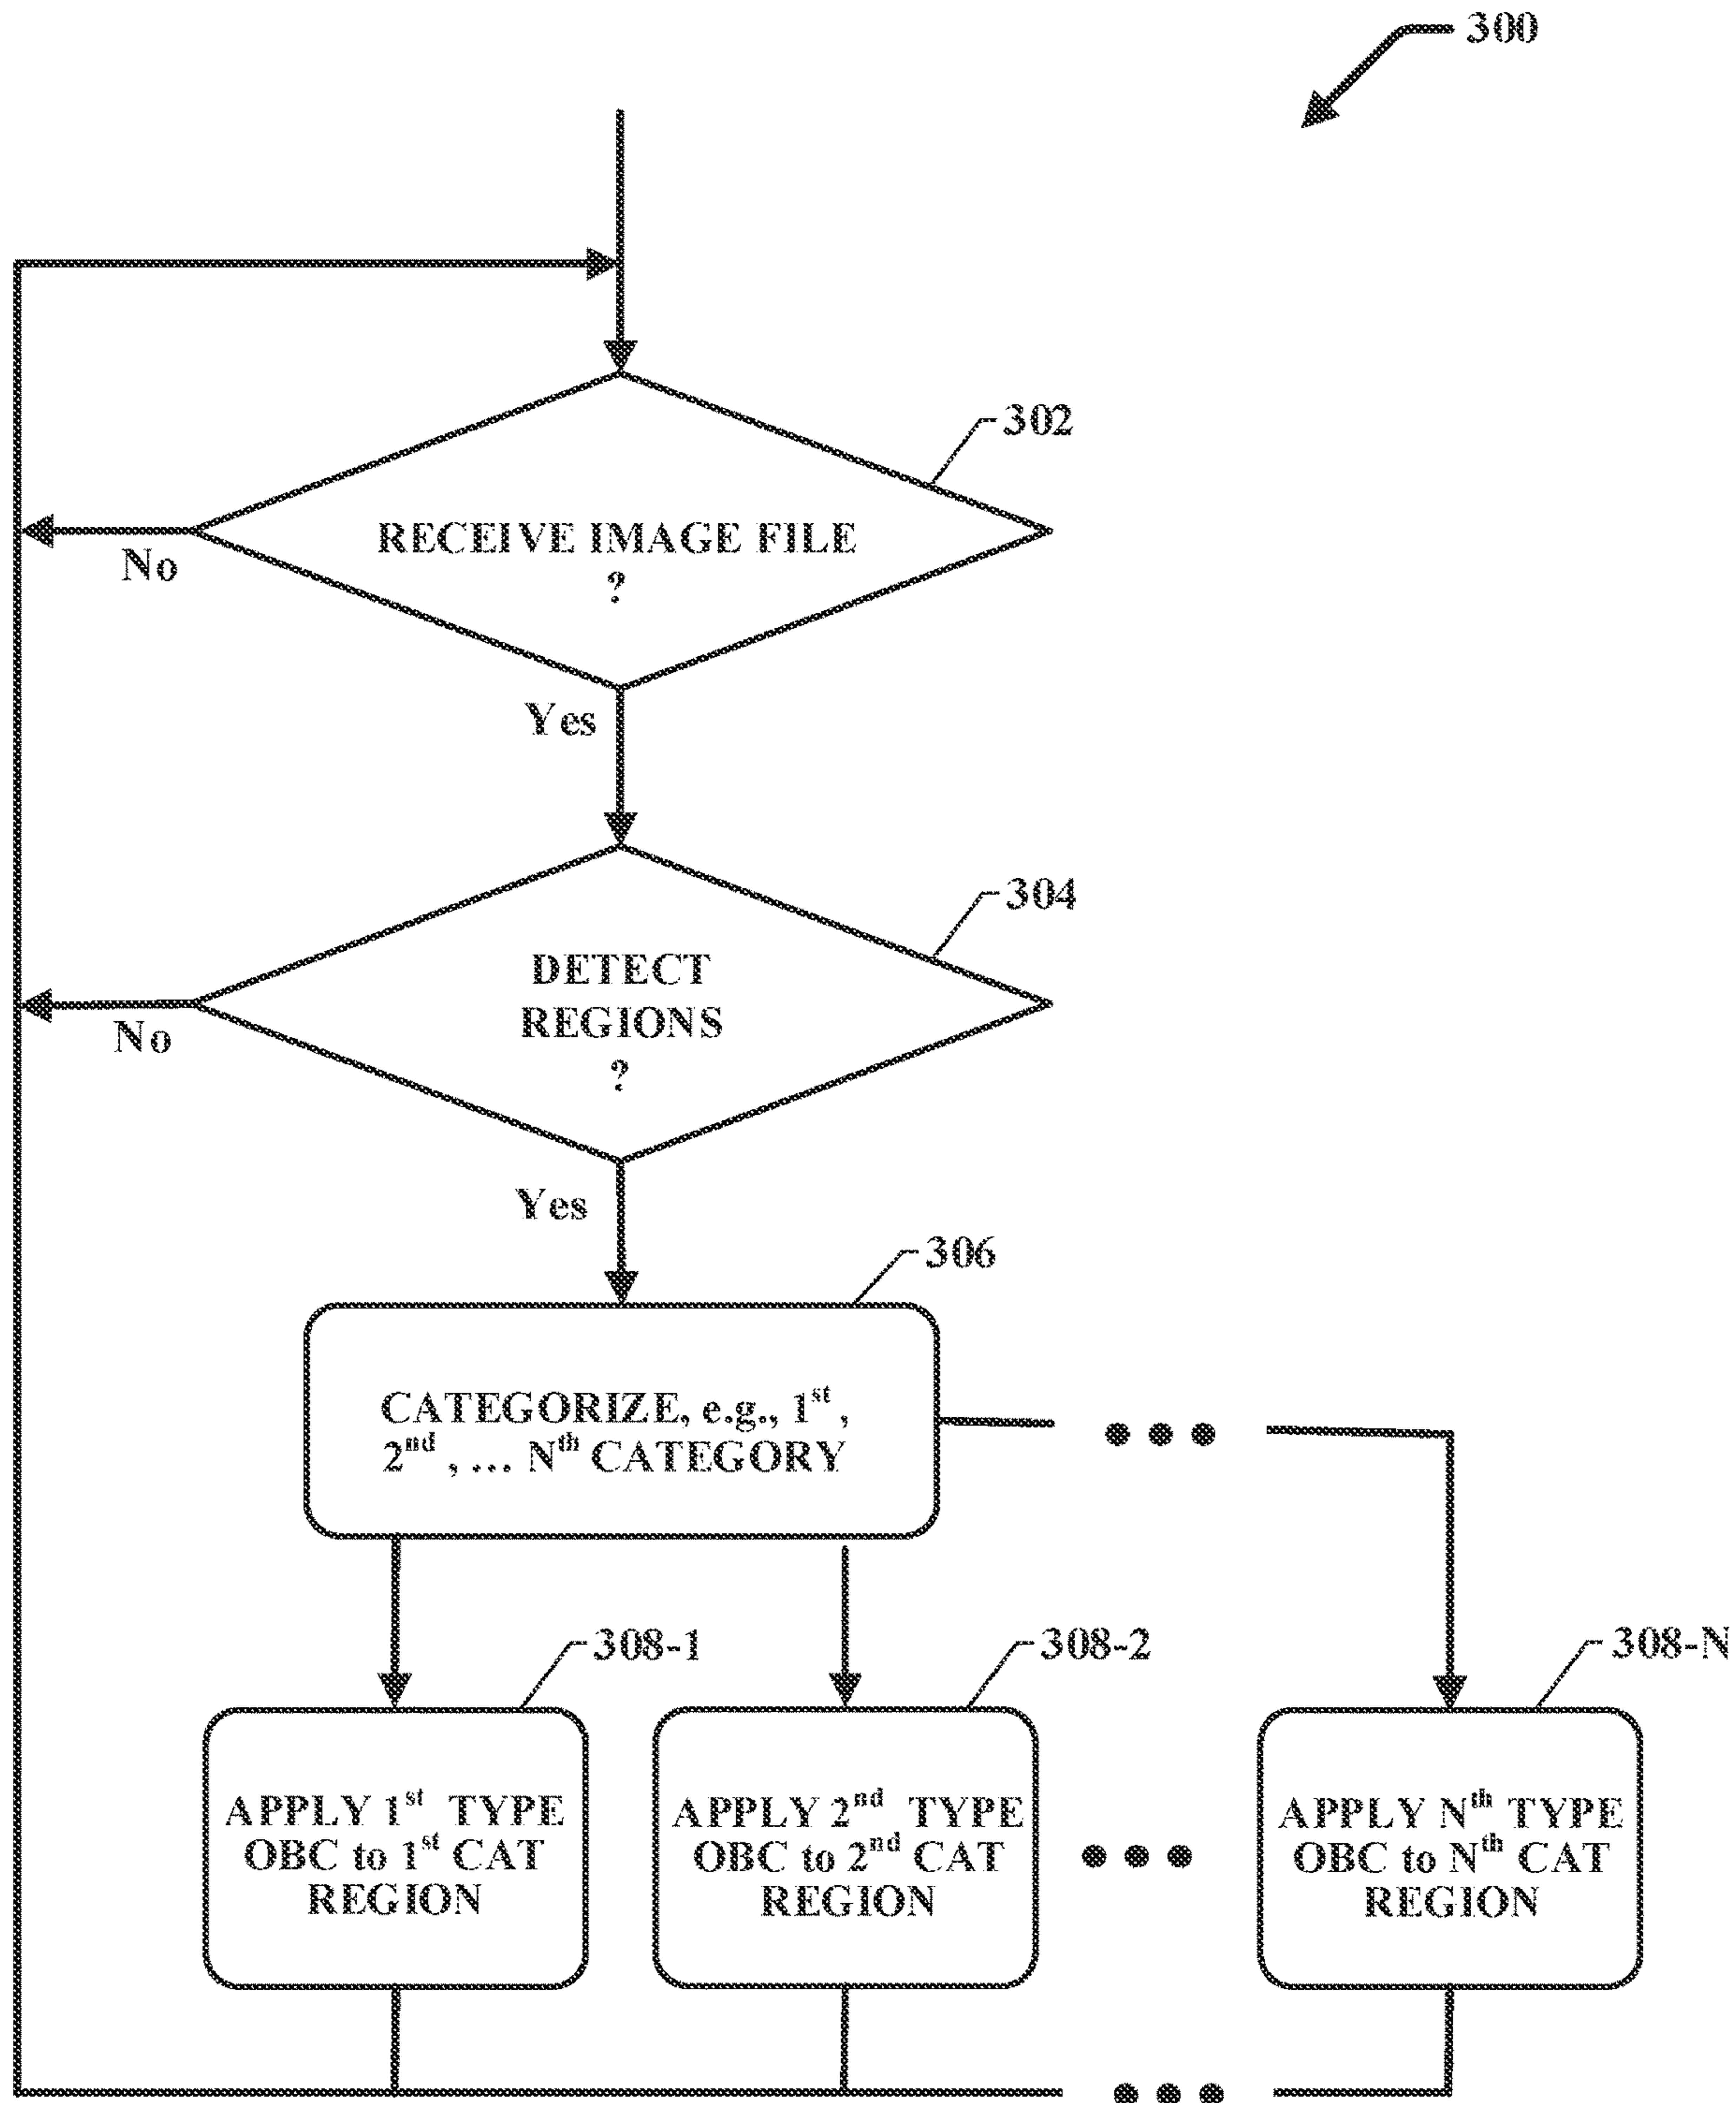 300
302
RECEIVE IMAGE FILE
?
No
Yes
304
DETECT
REGIONS
?
No
Yes
306
CATEGORIZE, e.g., 1st ,
2nd , ... Nth CATEGORY
308-1
308-2
308-N
APPLY 1st TYPE
OBC to 1st CAT
REGION
APPLY 2nd TYPE
OBC to 2nd CAT
REGION
APPLY Nth TYPE
OBC to Nth CAT
REGION